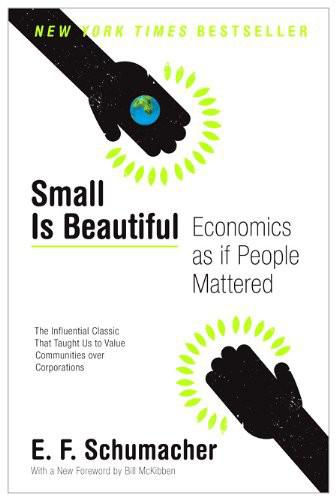 NEW YORK TIMES BESTSELLER
Small
Is Beautiful
Economics
as if People
Mattered
The Influential Classic
That Taught Us to Value
Communities over
Corporations
E. F. Schumacher
With a New Foreword by Bill McKibben